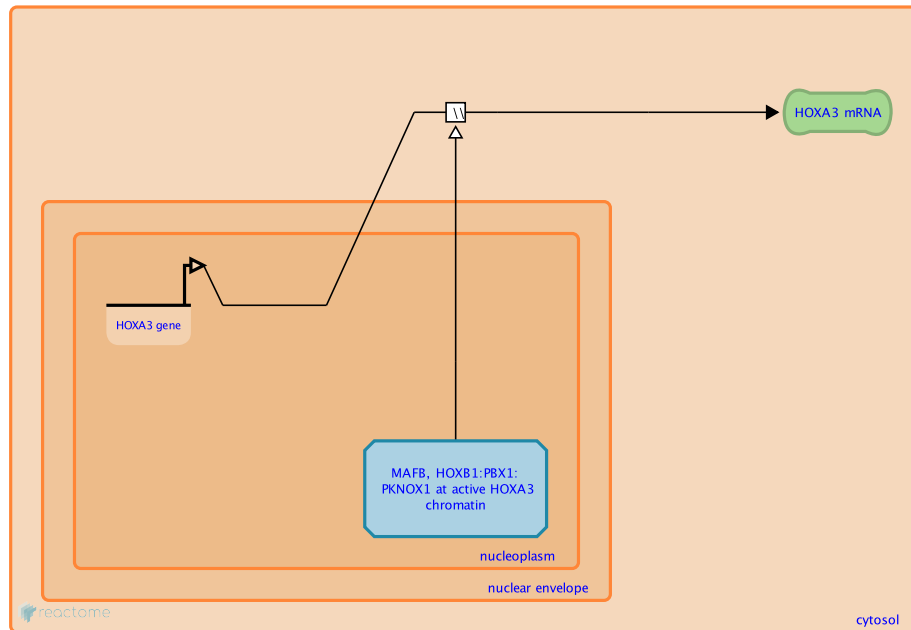 \\
HOXA3 mRNA
HOXA3 gene
MAFB, HOXB1:PBX1:
PKNOX1 at active HOXA3
chromatin
nucleoplasm
nuclear envelope
reactome
cytosol